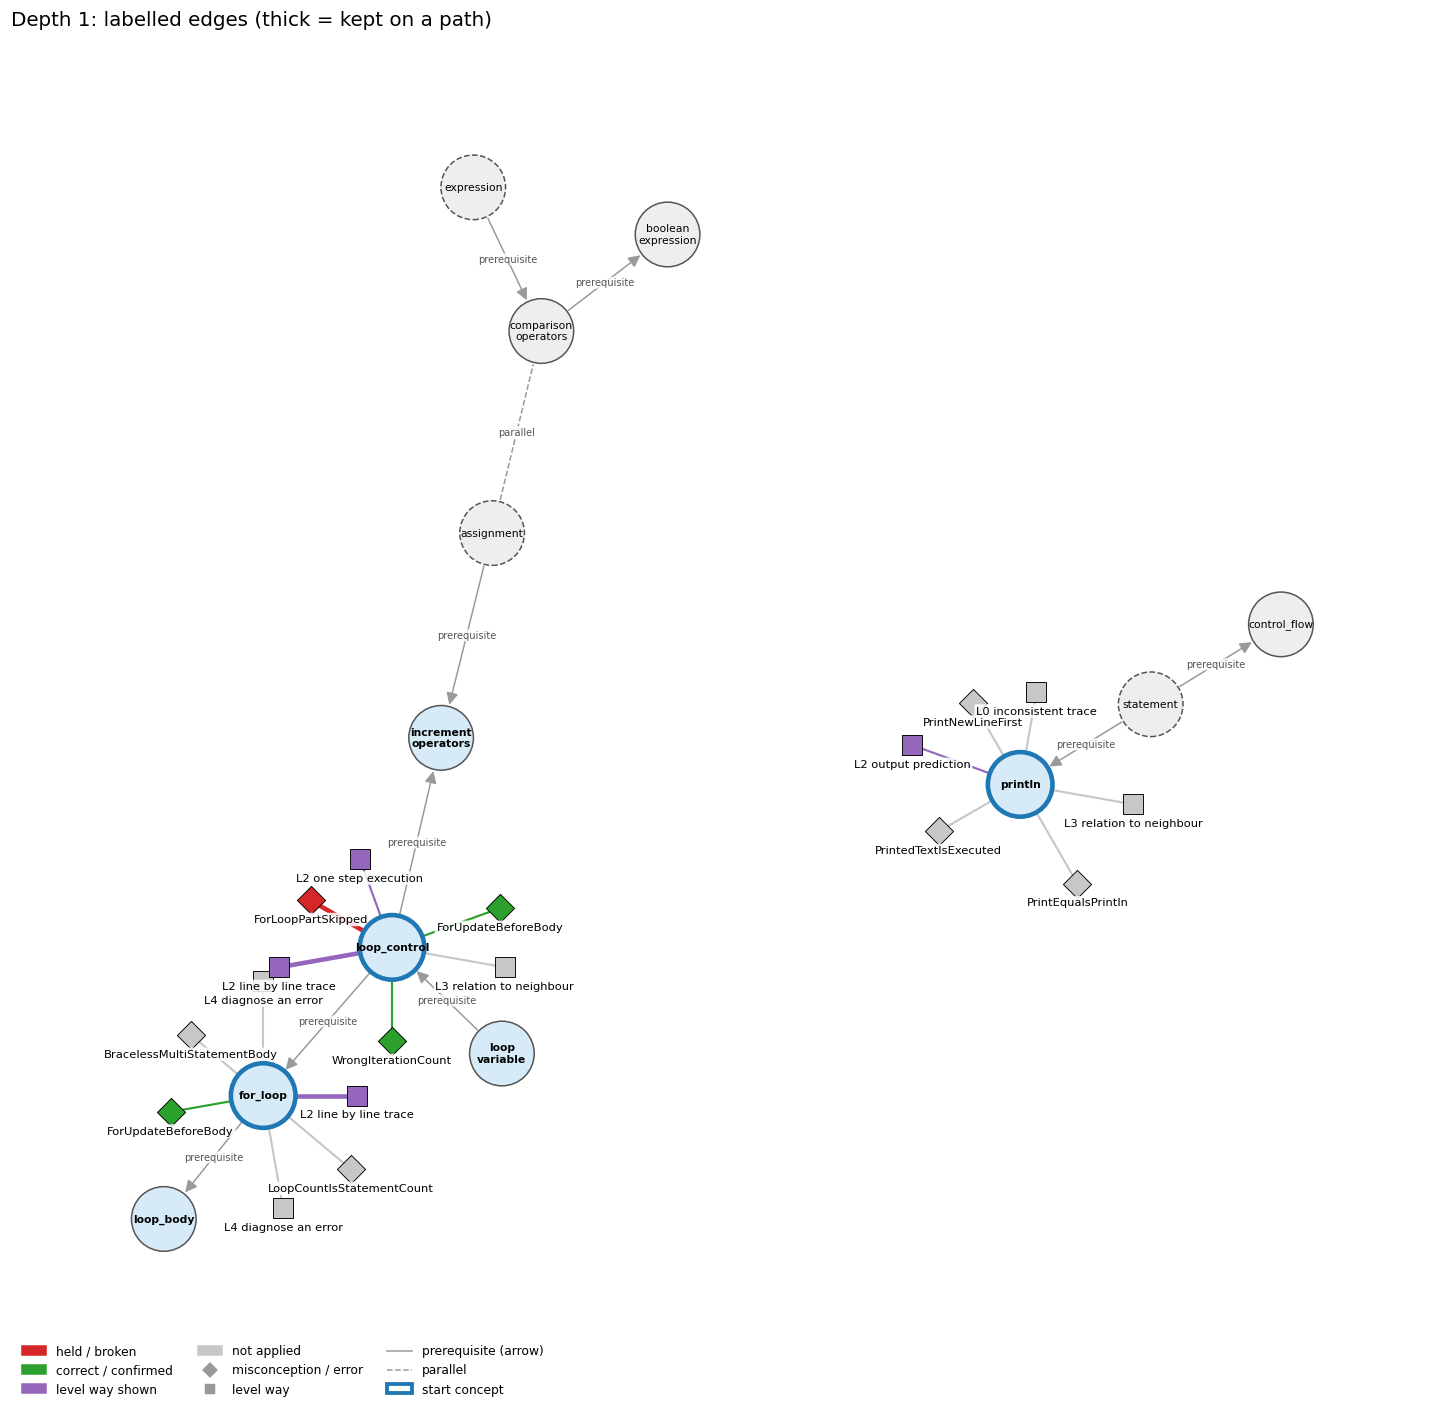 Depth 1: labelled edges (thick = kept on a path)
expression
boolean
expression
prerequisite
prerequisite
comparison
operators
parallel
assignment
prerequisite
increment
operators
prerequisite
control_flow
prerequisite
statement
L0 inconsistent trace
PrintNewLineFirst
prerequisite
L2 output prediction
println
L3 relation to neighbour
PrintedTextIsExecuted
PrintEqualsPrintln
L2 one step execution
ForLoopPartSkipped
ForUpdateBeforeBody
loop_control
L2 line by line trace
L3 relation to neighbour
L4 diagnose an error
prerequisite
prerequisite
BracelessMultiStatementBody
WrongIterationCount
loop
variable
for_loop
L2 line by line trace
ForUpdateBeforeBody
prerequisite
LoopCountIsStatementCount
loop_body
L4 diagnose an error
held / broken
correct / confirmed
level way shown
not applied
misconception / error
level way
prerequisite (arrow)
parallel
start concept